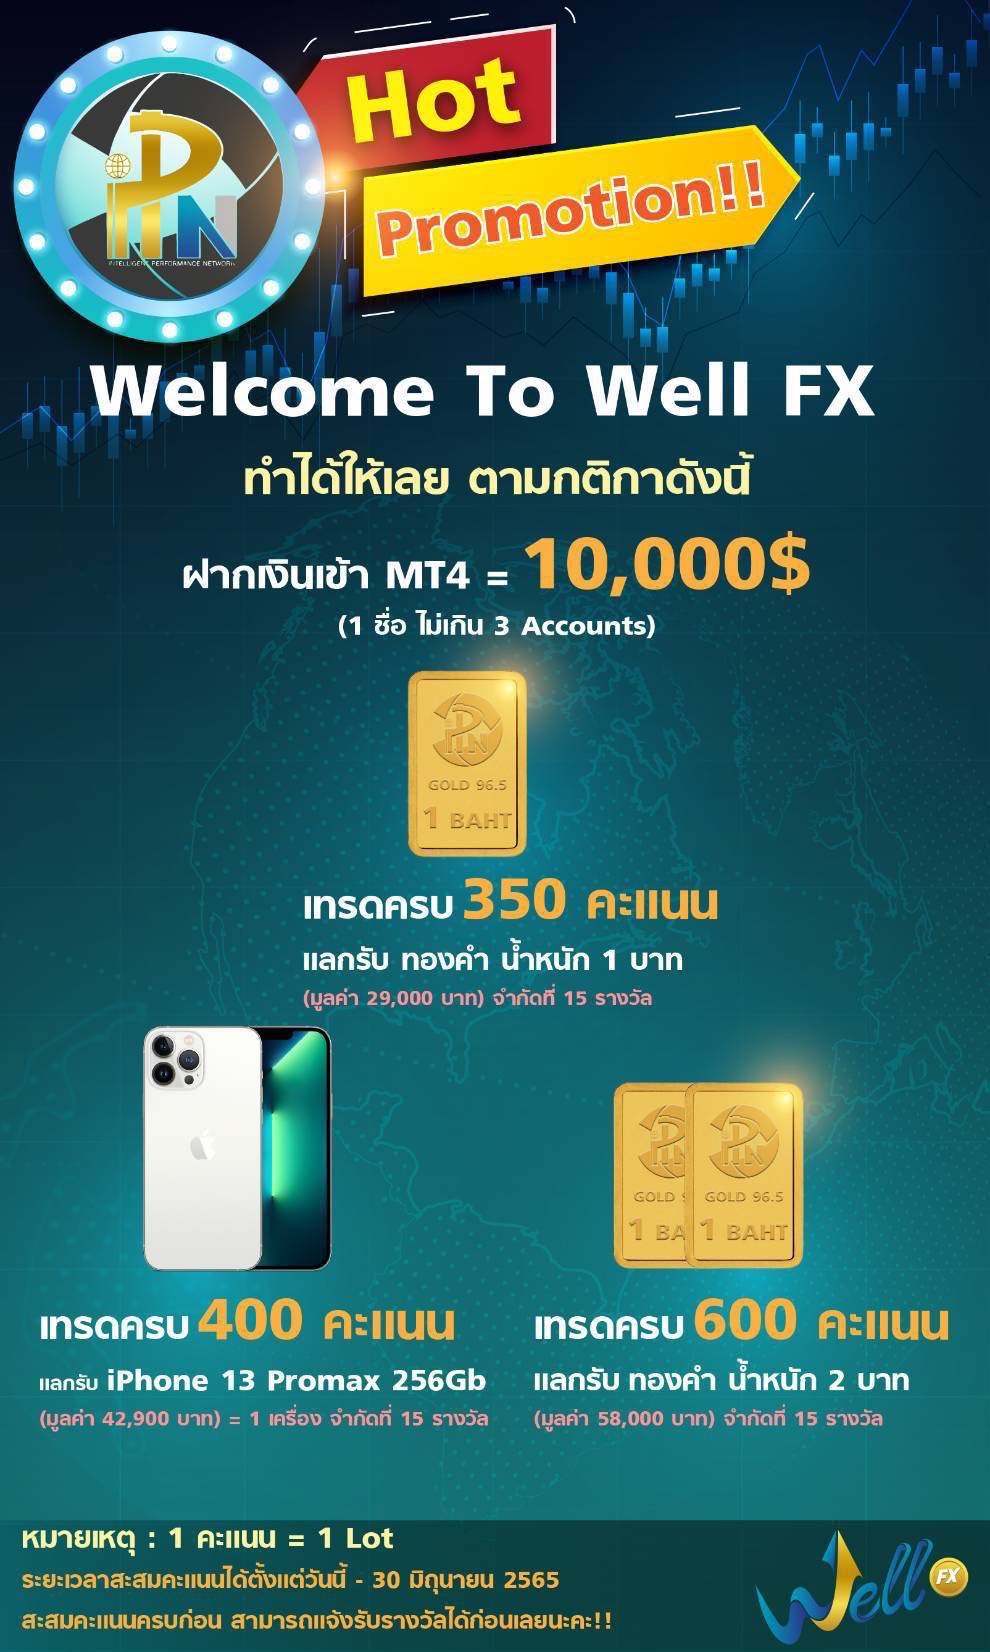 iPIN
INTELLIGENT PERFORMANCE NETWORK
Hot
Promotion!!
Welcome To Well FX
ทำได้ให้เลย ตามกติกาดังนี้
ฝากเงินเข้า MT4 = 10,000$
(1 ชื่อ ไม่เกิน 3 Accounts)
GOLD 96.5
1 BAHT
เทรดครบ 350 คะแนน
แลกรับ ทองคำ น้ำหนัก 1 บาท
(มูลค่า 29,000 บาท) จำกัดที่ 15 รางวัล
เทรดครบ 400 คะแนน
แลกรับ iPhone 13 Promax 256Gb
(มูลค่า 42,900 บาท) = 1 เครื่อง จำกัดที่ 15 รางวัล
GOLD 9 GOLD 96.5
1 BA 1 BAHT
เทรดครบ 600 คะแนน
แลกรับ ทองคำ น้ำหนัก 2 บาท
(มูลค่า 58,000 บาท) จำกัดที่ 15 รางวัล
หมายเหตุ : 1 คะแนน = 1 Lot
ระยะเวลาสะสมคะแนนได้ตั้งแต่วันนี้ - 30 มิถุนายน 2565
สะสมคะแนนครบก่อน สามารถแจ้งรับรางวัลได้ก่อนเลยนะคะ!!
Well FX